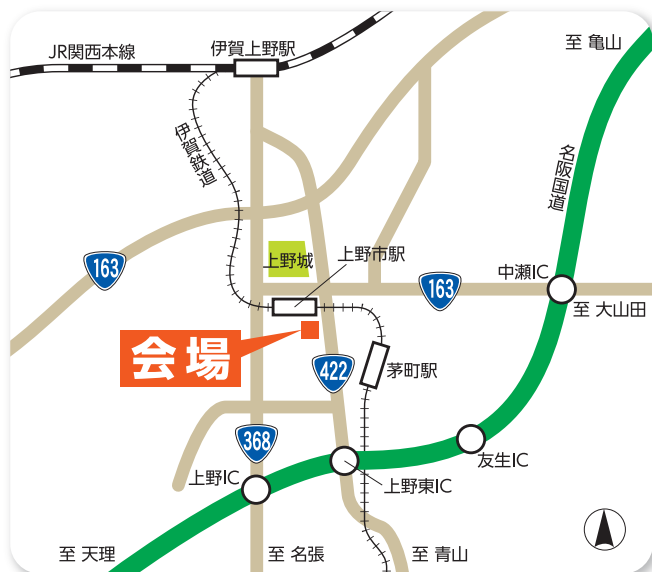 JR関西本線
伊賀上野駅
至 亀山
伊賀鉄道
名阪国道
163
上野城
上野市駅
163
中瀬IC
至 大山田
会場
422
茅町駅
368
上野IC
上野東IC
友生IC
至 天理
至 名張
至 青山